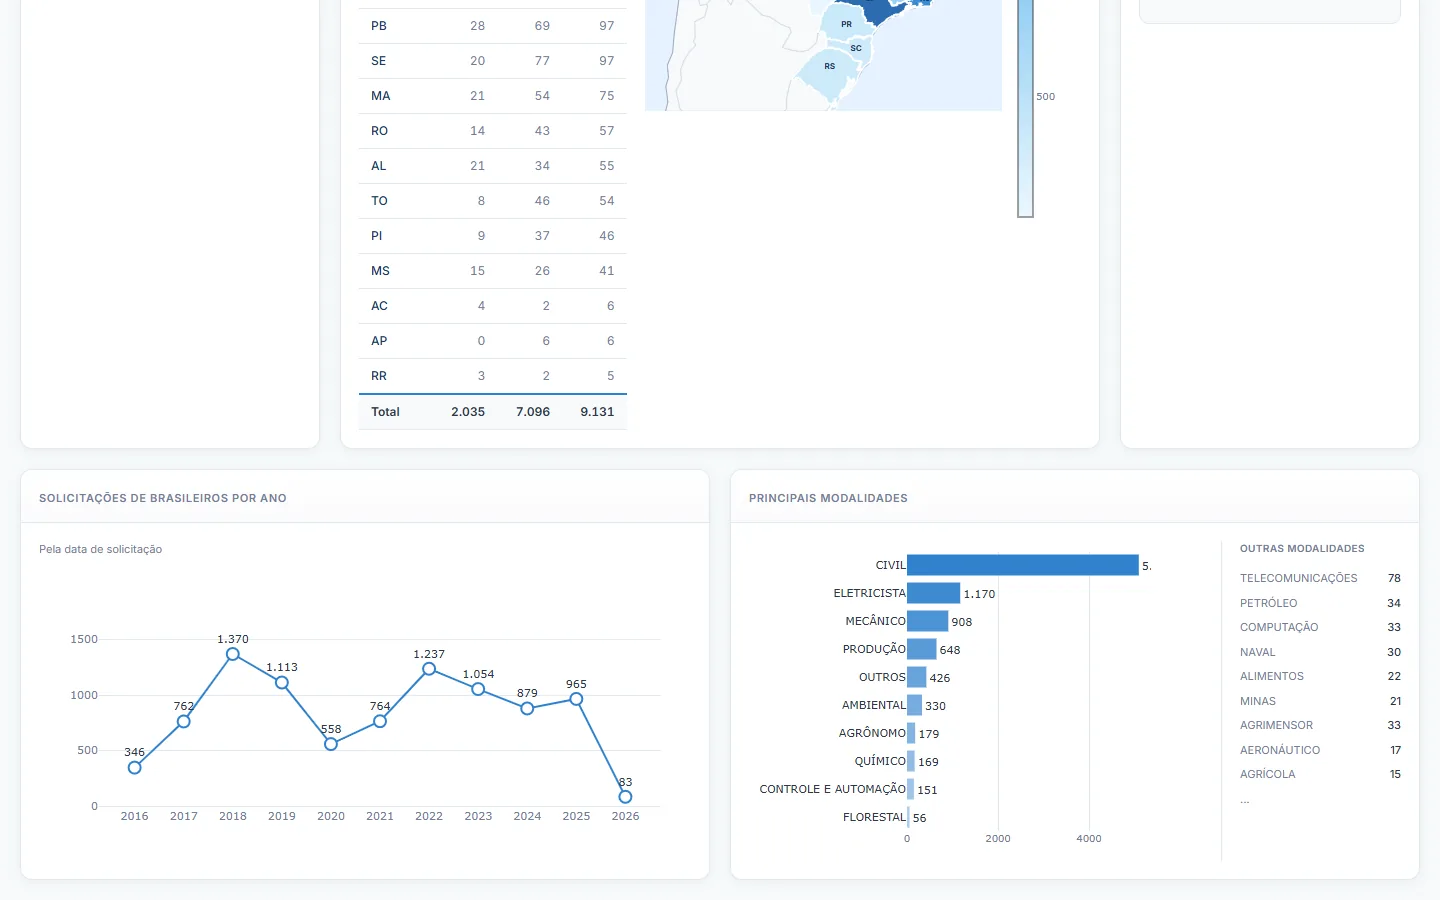 PB 28 69 97
SE 20 77 97
MA 21 54 75
RO 14 43 57
AL 21 34 55
TO 8 46 54
PI 9 37 46
MS 15 26 41
AC 4 2 6
AP 0 6 6
RR 3 2 5
Total 2.035 7.096 9.131
PR
SC
RS
500
SOLICITAÇÕES DE BRASILEIROS POR ANO
Pela data de solicitação
1500
1000
500
0
346
762
1.370
1.113
558
764
1.237
1.054
879
965
83
2016 2017 2018 2019 2020 2021 2022 2023 2024 2025 2026
PRINCIPAIS MODALIDADES
CIVIL 5.
ELETRICISTA 1.170
MECÂNICO 908
PRODUÇÃO 648
OUTROS 426
AMBIENTAL 330
AGRÔNOMO 179
QUÍMICO 169
CONTROLE E AUTOMAÇÃO 151
FLORESTAL 56
0 2000 4000
OUTRAS MODALIDADES
TELECOMUNICAÇÕES 78
PETRÓLEO 34
COMPUTAÇÃO 33
NAVAL 30
ALIMENTOS 22
MINAS 21
AGRIMENSOR 33
AERONÁUTICO 17
AGRÍCOLA 15
...